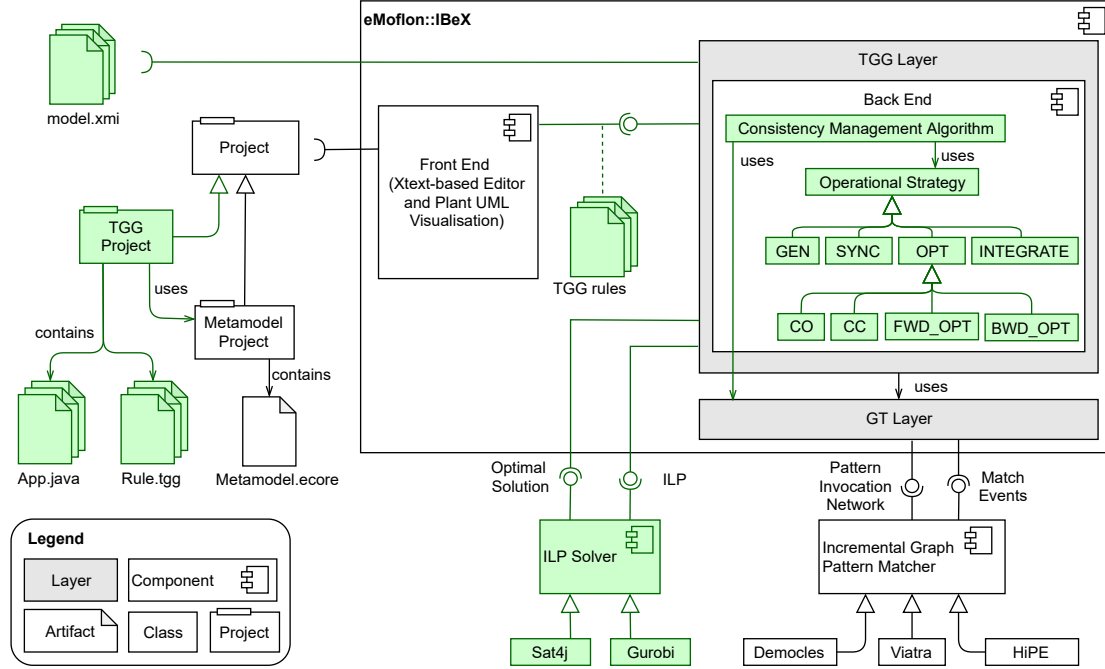 eMoflon::IBeX
TGG Layer
model.xmi
Back End
Consistency Management Algorithm
Project
Front End
(Xtext-based Editor
and Plant UML
Visualisation)
uses
uses
Operational Strategy
TGG
Project
GEN
SYNC
OPT
INTEGRATE
uses
TGG rules
Metamodel
Project
contains
CO
CC
FWD_OPT
BWD_OPT
contains
uses
GT Layer
App.java
Rule.tgg
Metamodel.ecore
Optimal
Solution
ILP
Pattern
Invocation
Network
Match
Events
Legend
Layer
Component
Artifact
Class
Project
ILP Solver
Incremental Graph
Pattern Matcher
Sat4j
Gurobi
Democles
Viatra
HiPE